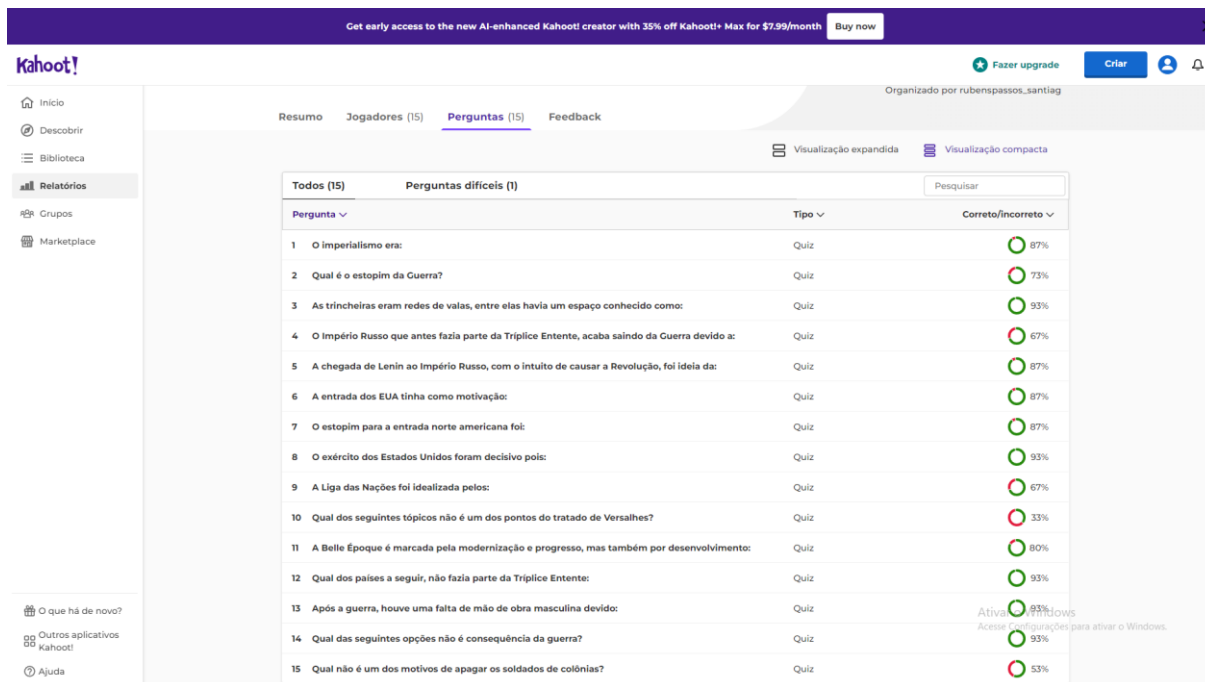 Get early access to the new AI-enhanced Kahoot! creator with 35% off Kahoot!+ Max for $7.99/month Buy now
Kahoot!
Fazer upgrade Criar
Início
Descobrir
Biblioteca
Relatórios
Grupos
Marketplace
Organizado por rubenspassos_santiag
Resumo Jogadores (15) Perguntas (15) Feedback
Visualização expandida Visualização compacta
Todos (15) Perguntas difíceis (1) Pesquisar
Pergunta Tipo Correto/incorreto
1 O imperialismo era: Quiz 87%
2 Qual é o estopim da Guerra? Quiz 73%
3 As trincheiras eram redes de valas, entre elas havia um espaço conhecido como: Quiz 93%
4 O Império Russo que antes fazia parte da Tríplice Entente, acaba saindo da Guerra devido a: Quiz 67%
5 A chegada de Lenin ao Império Russo, com o intuito de causar a Revolução, foi ideia da: Quiz 87%
6 A entrada dos EUA tinha como motivação: Quiz 87%
7 O estopim para a entrada norte americana foi: Quiz 87%
8 O exército dos Estados Unidos foram decisivo pois: Quiz 93%
9 A Liga das Nações foi idealizada pelos: Quiz 67%
10 Qual dos seguintes tópicos não é um dos pontos do tratado de Versalhes? Quiz 33%
11 A Belle Époque é marcada pela modernização e progresso, mas também por desenvolvimento: Quiz 80%
12 Qual dos países a seguir, não fazia parte da Tríplice Entente: Quiz 93%
13 Após a guerra, houve uma falta de mão de obra masculina devido: Quiz 93%
14 Qual das seguintes opções não é consequência da guerra? Quiz 93%
15 Qual não é um dos motivos de apagar os soldados de colônias? Quiz 53%
Ativar o Windows
Acesse Configurações para ativar o Windows.
O que há de novo?
Outros aplicativos
Kahoot!
Ajuda